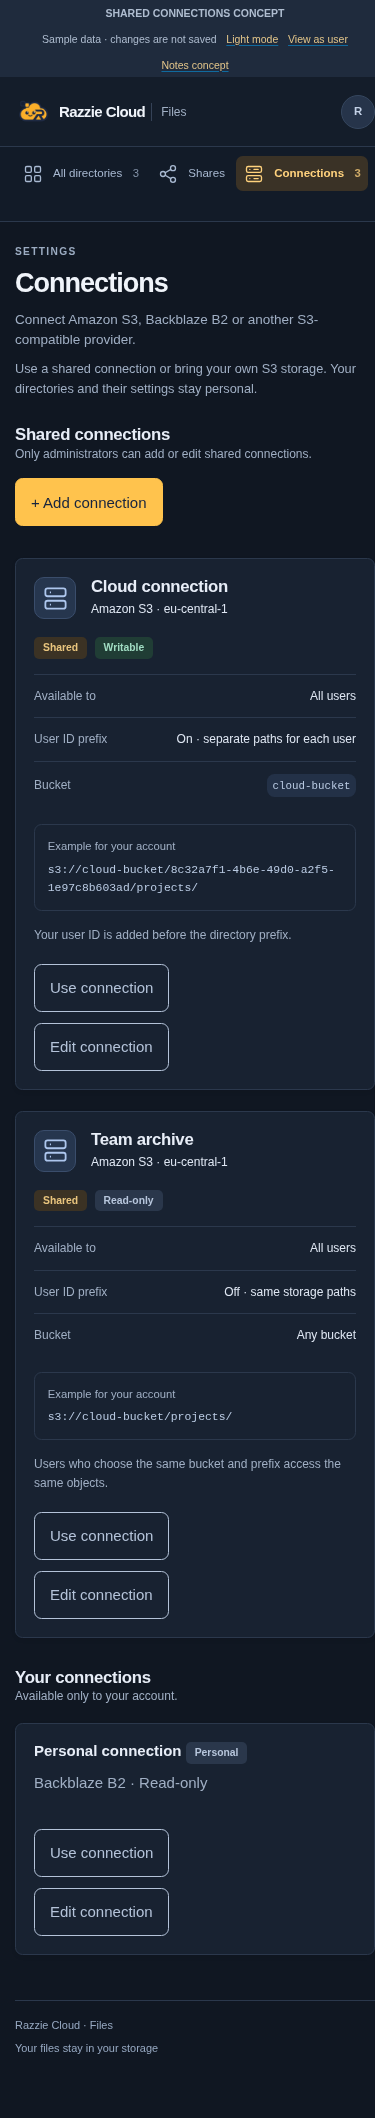 SHARED CONNECTIONS CONCEPT
Sample data · changes are not saved Light mode View as user
Notes concept
Razzie Cloud Files R
All directories 3 Shares Connections 3
SETTINGS
Connections
Connect Amazon S3, Backblaze B2 or another S3-
compatible provider.
Use a shared connection or bring your own S3 storage. Your
directories and their settings stay personal.
Shared connections
Only administrators can add or edit shared connections.
+ Add connection
Cloud connection
Amazon S3 · eu-central-1
Shared Writable
Available to All users
User ID prefix On · separate paths for each user
Bucket cloud-bucket
Example for your account
s3://cloud-bucket/8c32a7f1-4b6e-49d0-a2f5-
1e97c8b603ad/projects/
Your user ID is added before the directory prefix.
Use connection
Edit connection
Team archive
Amazon S3 · eu-central-1
Shared Read-only
Available to All users
User ID prefix Off · same storage paths
Bucket Any bucket
Example for your account
s3://cloud-bucket/projects/
Users who choose the same bucket and prefix access the
same objects.
Use connection
Edit connection
Your connections
Available only to your account.
Personal connection Personal
Backblaze B2 · Read-only
Use connection
Edit connection
Razzie Cloud · Files
Your files stay in your storage